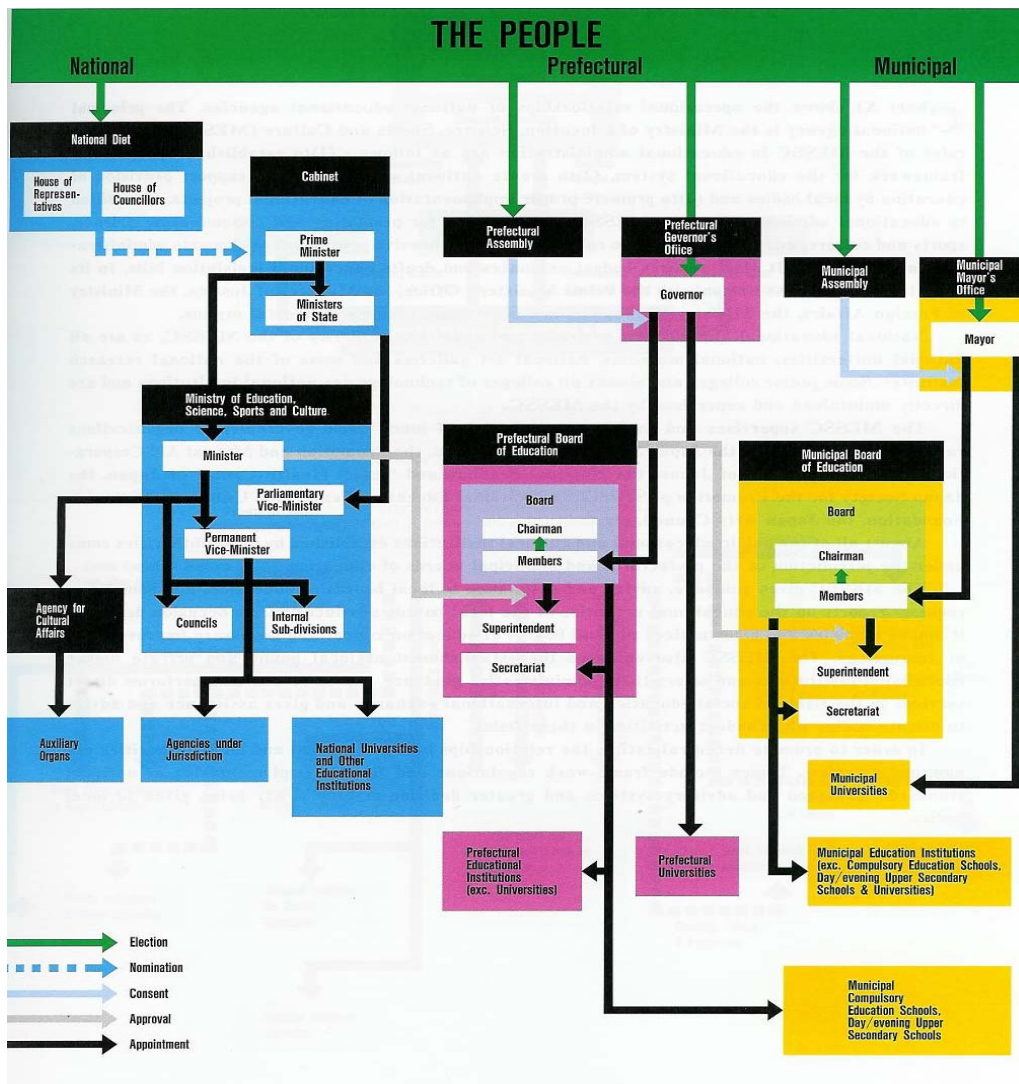 THE PEOPLE
National
Prefectural
Municipal
National Diet
House of
Represen-
tatives
House of
Councillors
Cabinet
Prime
Minister
Ministers
of State
Prefectural
Assembly
Prefectural
Governor's
Office
Governor
Municipal
Assembly
Municipal
Mayor's
Office
Mayor
Ministry of Education,
Science, Sports and Culture
Minister
Parliamentary
Vice-Minister
Permanent
Vice-Minister
Councils
Internal
Sub-divisions
Agency for
Cultural
Affairs
Auxiliary
Organs
Agencies under
Jurisdiction
National Universities
and Other
Educational
Institutions
Prefectural Board
of Education
Board
Chairman
Members
Superintendent
Secretariat
Municipal Board
of Education
Board
Chairman
Members
Superintendent
Secretariat
Municipal
Universities
Prefectural
Educational
Institutions
(exc. Universities)
Prefectural
Universities
Municipal Education Institutions
(exc. Compulsory Education Schools,
Day/evening Upper Secondary
Schools & Universities)
Municipal
Compulsory
Education Schools,
Day/evening Upper
Secondary Schools
Election
Nomination
Consent
Approval
Appointment